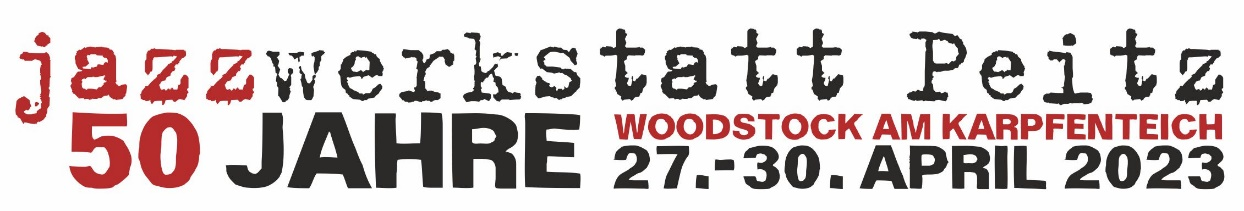 jazzwerkstatt Peitz
50 JAHRE
WOODSTOCK AM KARPFENTEICH
27.-30. APRIL 2023